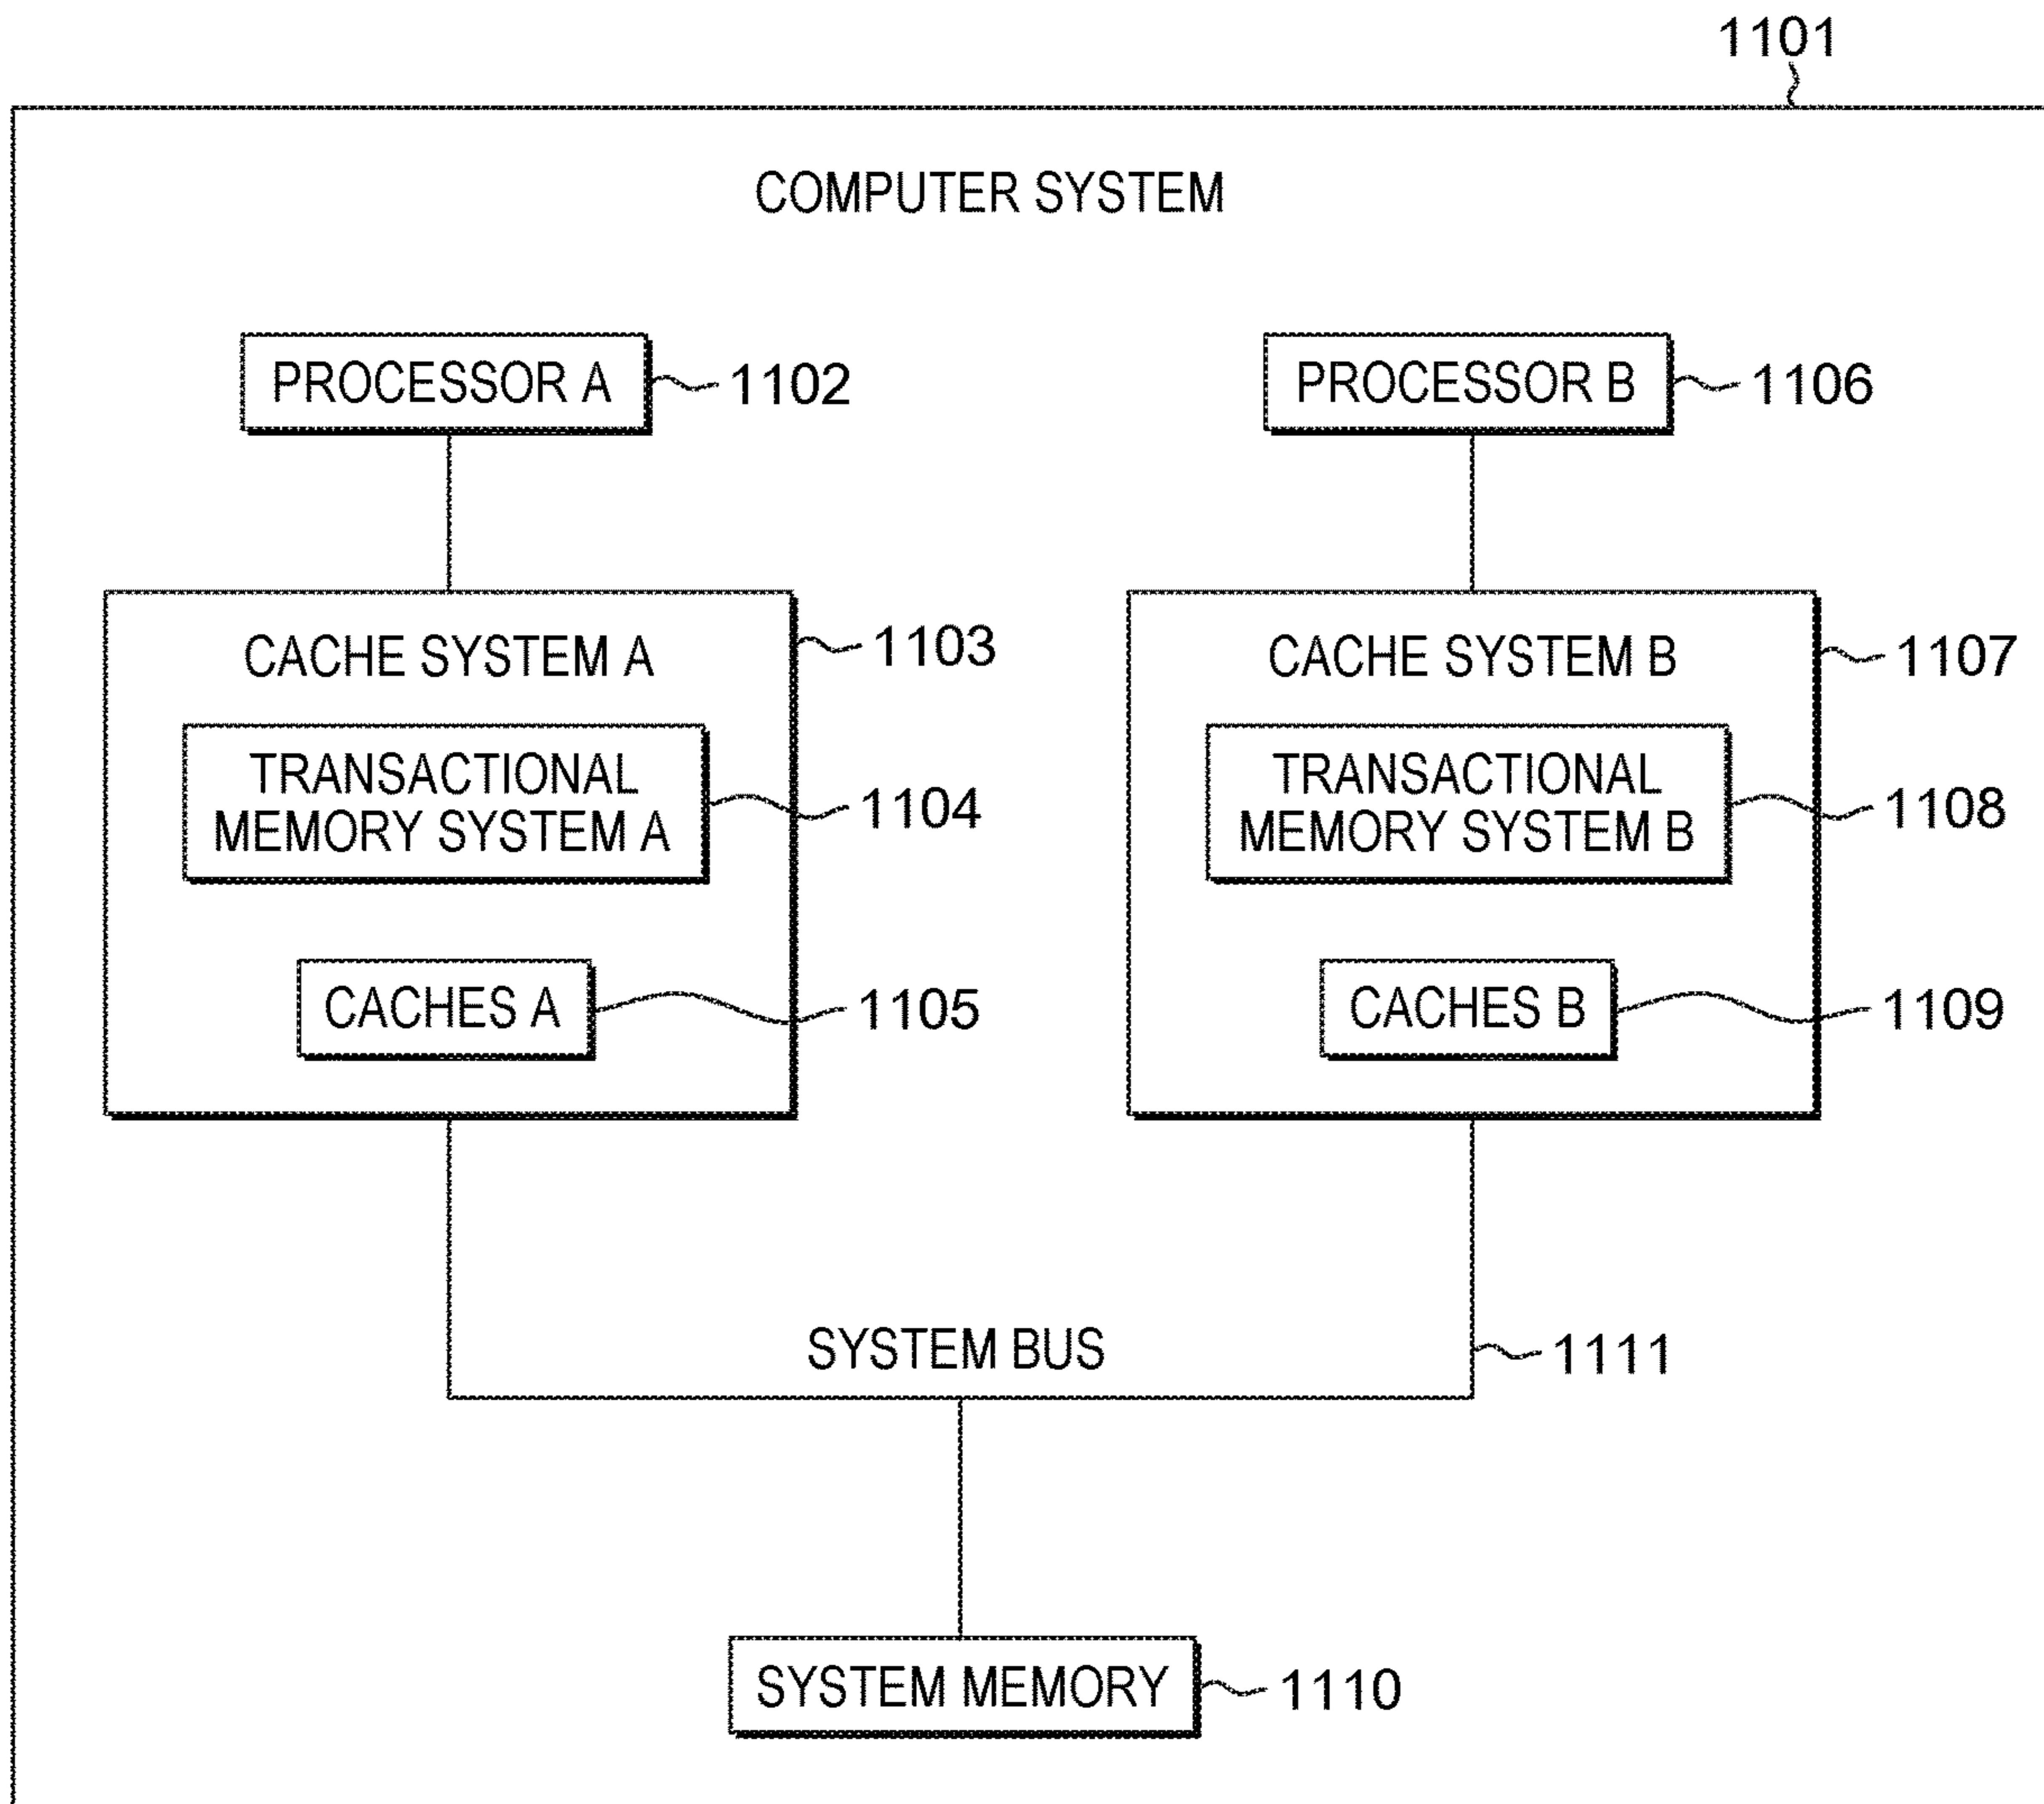 1101
COMPUTER SYSTEM
PROCESSOR A
1102
PROCESSOR B
1106
CACHE SYSTEM A
1103
CACHE SYSTEM B
1107
TRANSACTIONAL
MEMORY SYSTEM A
1104
TRANSACTIONAL
MEMORY SYSTEM B
1108
CACHES A
1105
CACHES B
1109
SYSTEM BUS
1111
SYSTEM MEMORY
1110